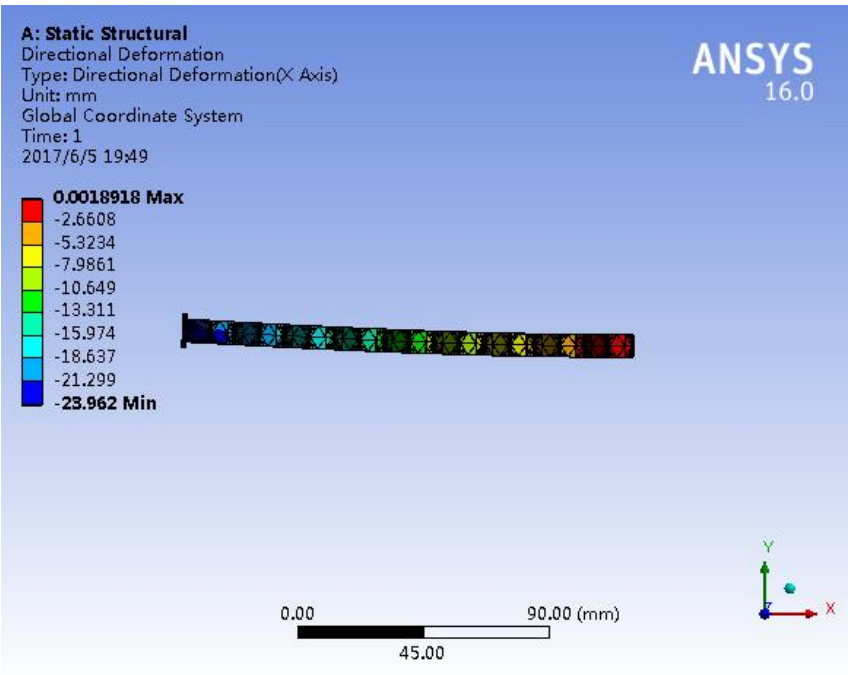 A: Static Structural
Directional Deformation
Type: Directional Deformation(X Axis)
Unit: mm
Global Coordinate System
Time: 1
2017/6/5 19:49
ANSYS
16.0
0.0018918 Max
-2.6608
-5.3234
-7.9861
-10.649
-13.311
-15.974
-18.637
-21.299
-23.962 Min
0.00
90.00 (mm)
45.00
Y
Z
X